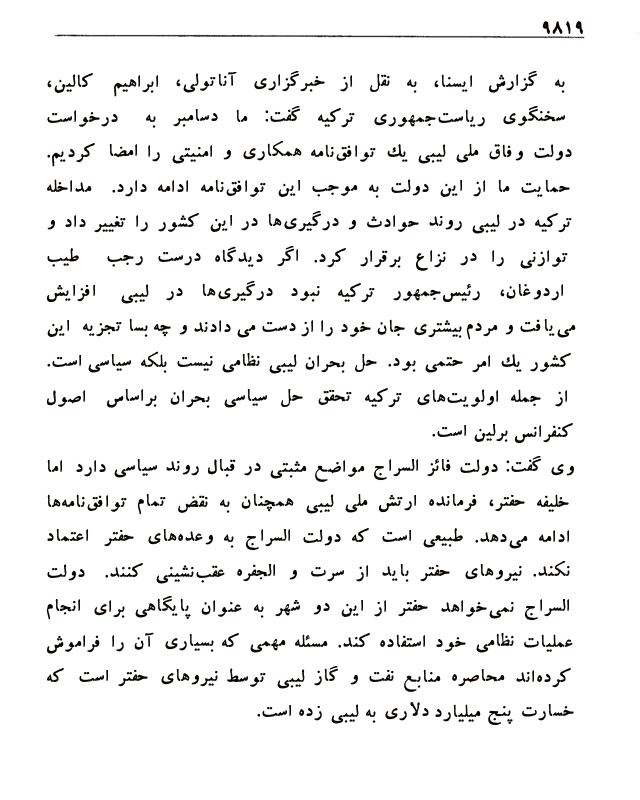 ۹۸۱۹
به گزارش ایسنا، به نقل از خبرگزاری آناتولی، ابراهیم کالین،
سخنگوی ریاست‌جمهوری ترکیه گفت: ما دسامبر به درخواست
دولت وفاق ملی لیبی یك توافق‌نامه همکاری و امنیتی را امضا کردیم.
حمایت ما از این دولت به موجب این توافق‌نامه ادامه دارد. مداخله
ترکیه در لیبی روند حوادث و درگیری‌ها در این کشور را تغییر داد و
توازنی را در نزاع برقرار کرد. اگر دیدگاه درست رجب طیب
اردوغان، رئیس‌جمهور ترکیه نبود درگیری‌ها در لیبی افزایش
می‌یافت و مردم بیشتری جان خود را از دست می دادند و چه بسا تجزیه این
کشور یك امر حتمی بود. حل بحران لیبی نظامی نیست بلکه سیاسی است.
از جمله اولویت‌های ترکیه تحقق حل سیاسی بحران براساس اصول
کنفرانس برلین است.
وی گفت: دولت فائز السراج مواضع مثبتی در قبال روند سیاسی دارد اما
خلیفه حفتر، فرمانده ارتش ملی لیبی همچنان به نقض تمام توافق‌نامه‌ها
ادامه می‌دهد. طبیعی است که دولت السراج به وعده‌های حفتر اعتماد
نکند. نیروهای حفتر باید از سرت و الجفره عقب‌نشینی کنند. دولت
السراج نمی‌خواهد حفتر از این دو شهر به عنوان پایگاهی برای انجام
عملیات نظامی خود استفاده کند. مسئله مهمی که بسیاری آن را فراموش
کرده‌اند محاصره منابع نفت و گاز لیبی توسط نیروهای حفتر است که
خسارت پنج میلیارد دلاری به لیبی زده است.